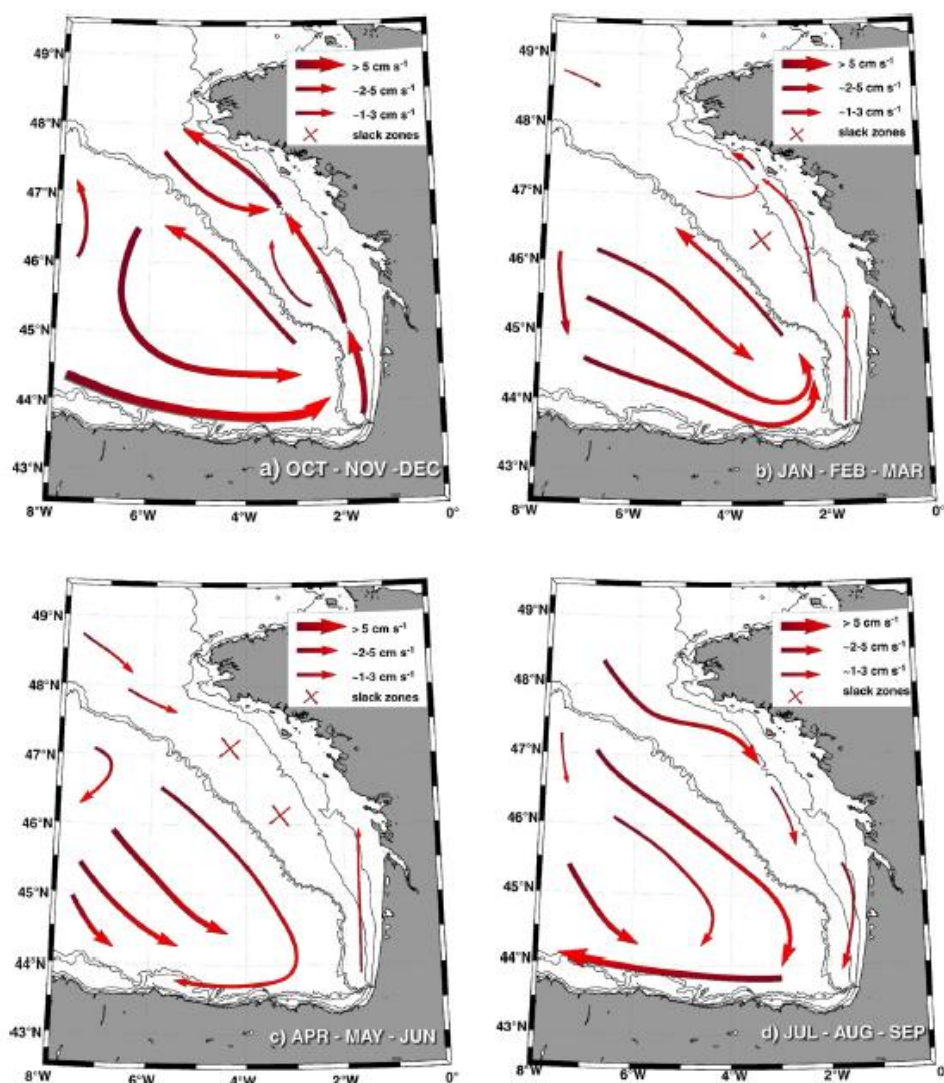 49°N
48°N
47°N
46°N
45°N
44°N
43°N
8°W
6°W
4°W
2°W
0°
> 5 cm s⁻¹
~2-5 cm s⁻¹
~1-3 cm s⁻¹
slack zones
a) OCT - NOV -DEC
49°N
48°N
47°N
46°N
45°N
44°N
43°N
8°W
6°W
4°W
2°W
0°
> 5 cm s⁻¹
~2-5 cm s⁻¹
~1-3 cm s⁻¹
slack zones
b) JAN - FEB - MAR
49°N
48°N
47°N
46°N
45°N
44°N
43°N
8°W
6°W
4°W
2°W
0°
> 5 cm s⁻¹
~2-5 cm s⁻¹
~1-3 cm s⁻¹
slack zones
c) APR - MAY - JUN
49°N
48°N
47°N
46°N
45°N
44°N
43°N
8°W
6°W
4°W
2°W
0°
> 5 cm s⁻¹
~2-5 cm s⁻¹
~1-3 cm s⁻¹
slack zones
d) JUL - AUG - SEP